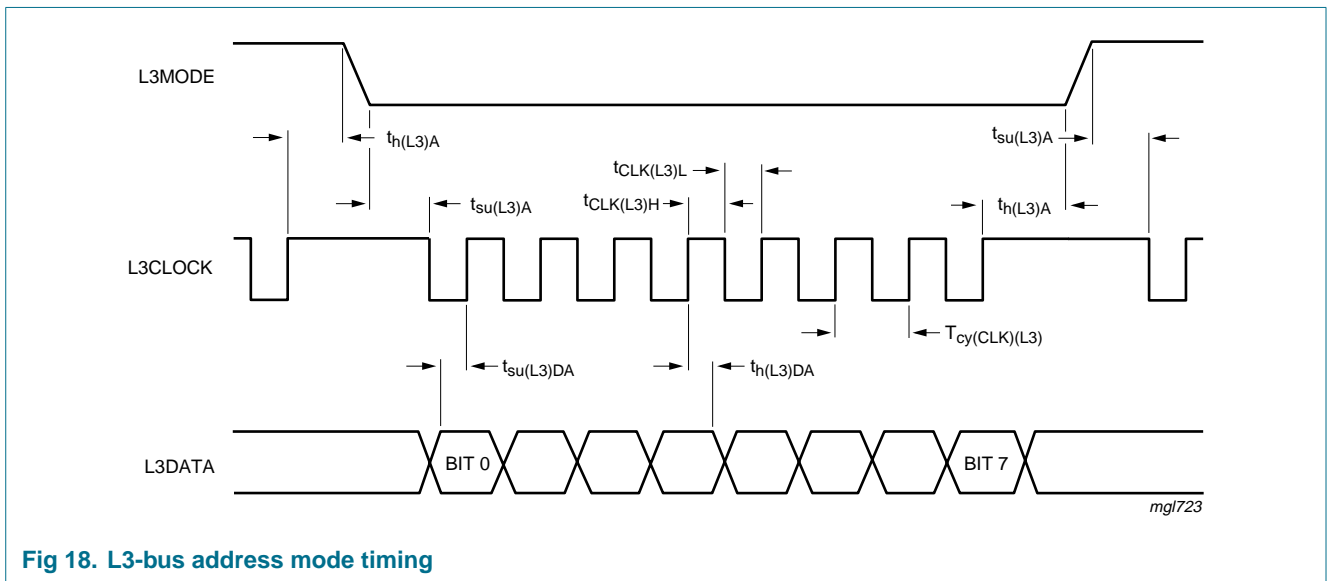 L3MODE
th(L3)A
tsu(L3)A
tCLK(L3)L
tCLK(L3)H
tsu(L3)A
th(L3)A
L3CLOCK
Tcy(CLK)(L3)
tsu(L3)DA
th(L3)DA
L3DATA
BIT 0
BIT 7
mgl723
Fig 18. L3-bus address mode timing